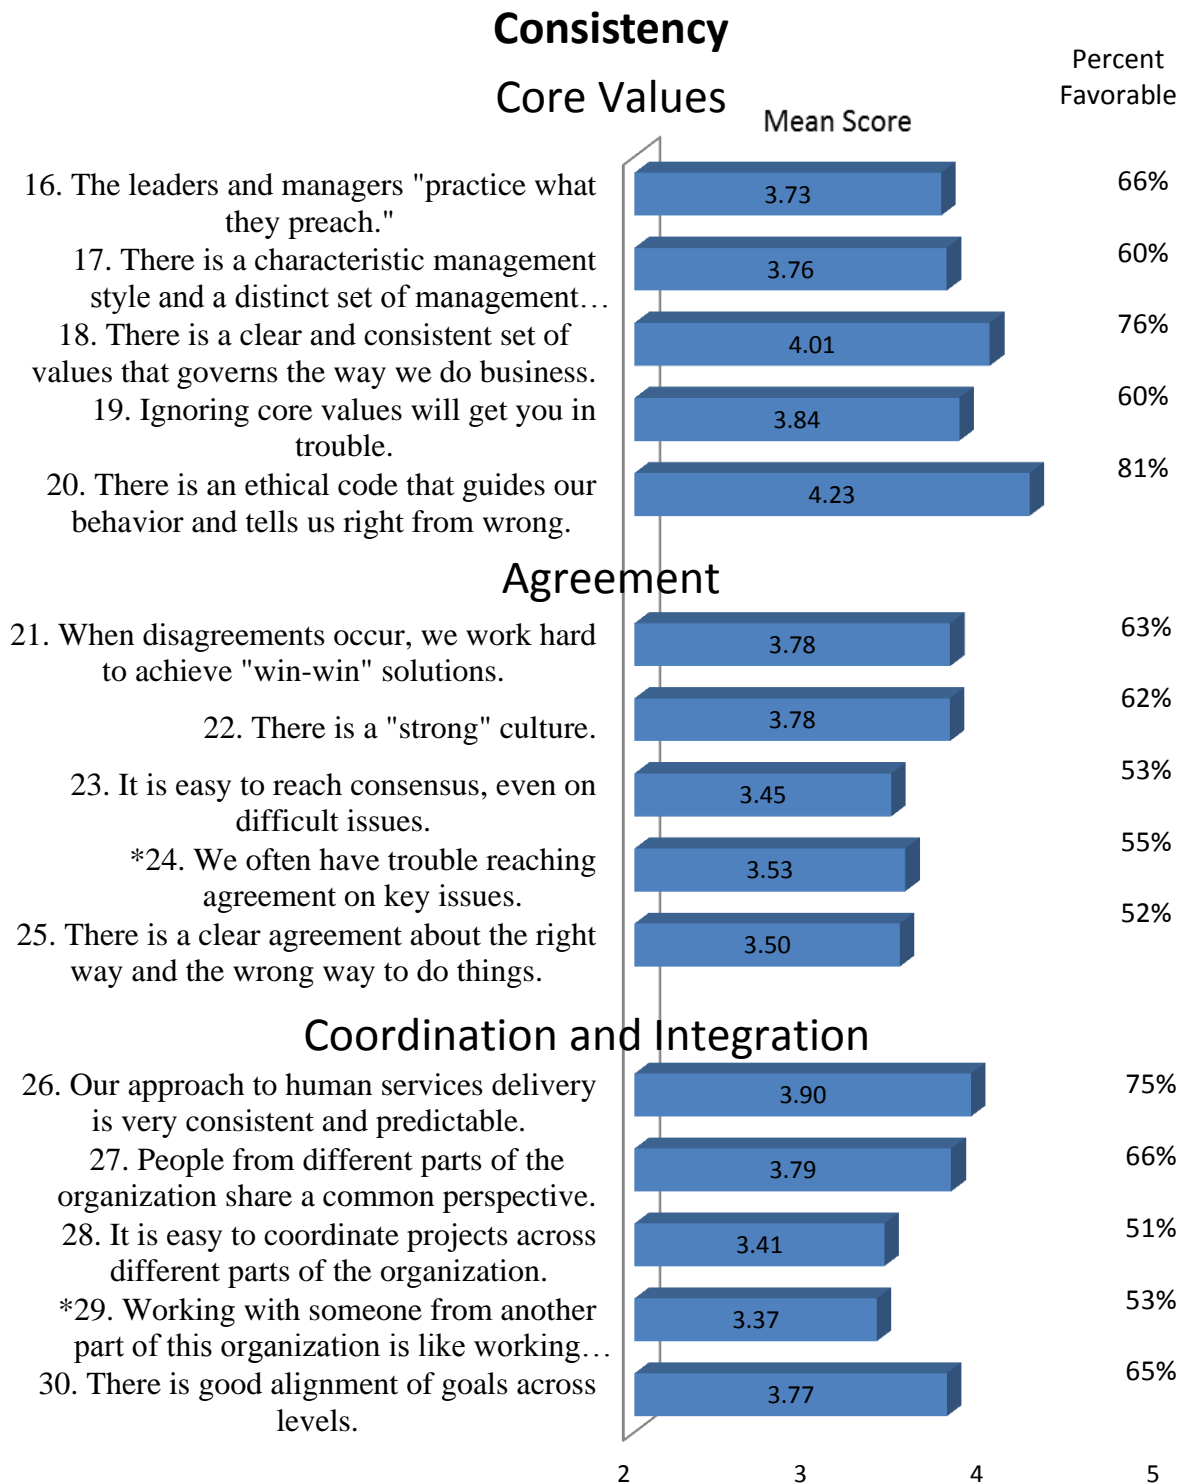 Consistency
Percent
Favorable
Core Values
Mean Score
16. The leaders and managers "practice what
they preach."
3.73
66%
17. There is a characteristic management
style and a distinct set of management…
3.76
60%
18. There is a clear and consistent set of
values that governs the way we do business.
4.01
76%
19. Ignoring core values will get you in
trouble.
3.84
60%
20. There is an ethical code that guides our
behavior and tells us right from wrong.
4.23
81%
Agreement
21. When disagreements occur, we work hard
to achieve "win-win" solutions.
3.78
63%
22. There is a "strong" culture.
3.78
62%
23. It is easy to reach consensus, even on
difficult issues.
3.45
53%
*24. We often have trouble reaching
agreement on key issues.
3.53
55%
25. There is a clear agreement about the right
way and the wrong way to do things.
3.50
52%
Coordination and Integration
26. Our approach to human services delivery
is very consistent and predictable.
3.90
75%
27. People from different parts of the
organization share a common perspective.
3.79
66%
28. It is easy to coordinate projects across
different parts of the organization.
3.41
51%
*29. Working with someone from another
part of this organization is like working…
3.37
53%
30. There is good alignment of goals across
levels.
3.77
65%
2 3 4 5